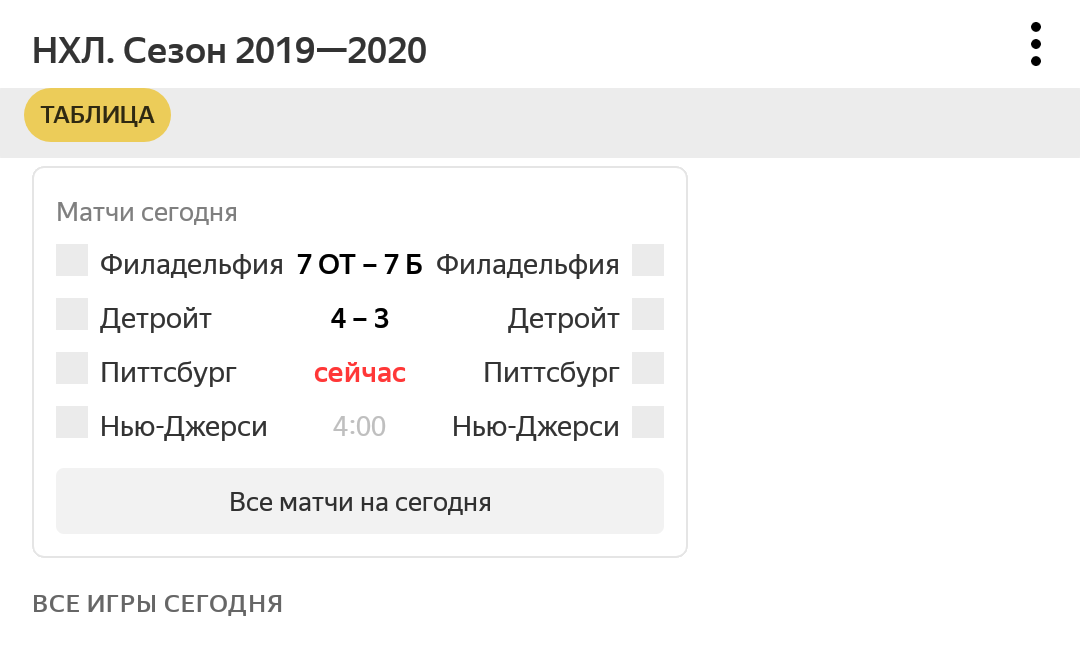 НХЛ. Сезон 2019—2020
ТАБЛИЦА
Матчи сегодня
Филадельфия 7 ОТ – 7 Б Филадельфия
Детройт 4 – 3 Детройт
Питтсбург сейчас Питтсбург
Нью-Джерси 4:00 Нью-Джерси
Все матчи на сегодня
ВСЕ ИГРЫ СЕГОДНЯ